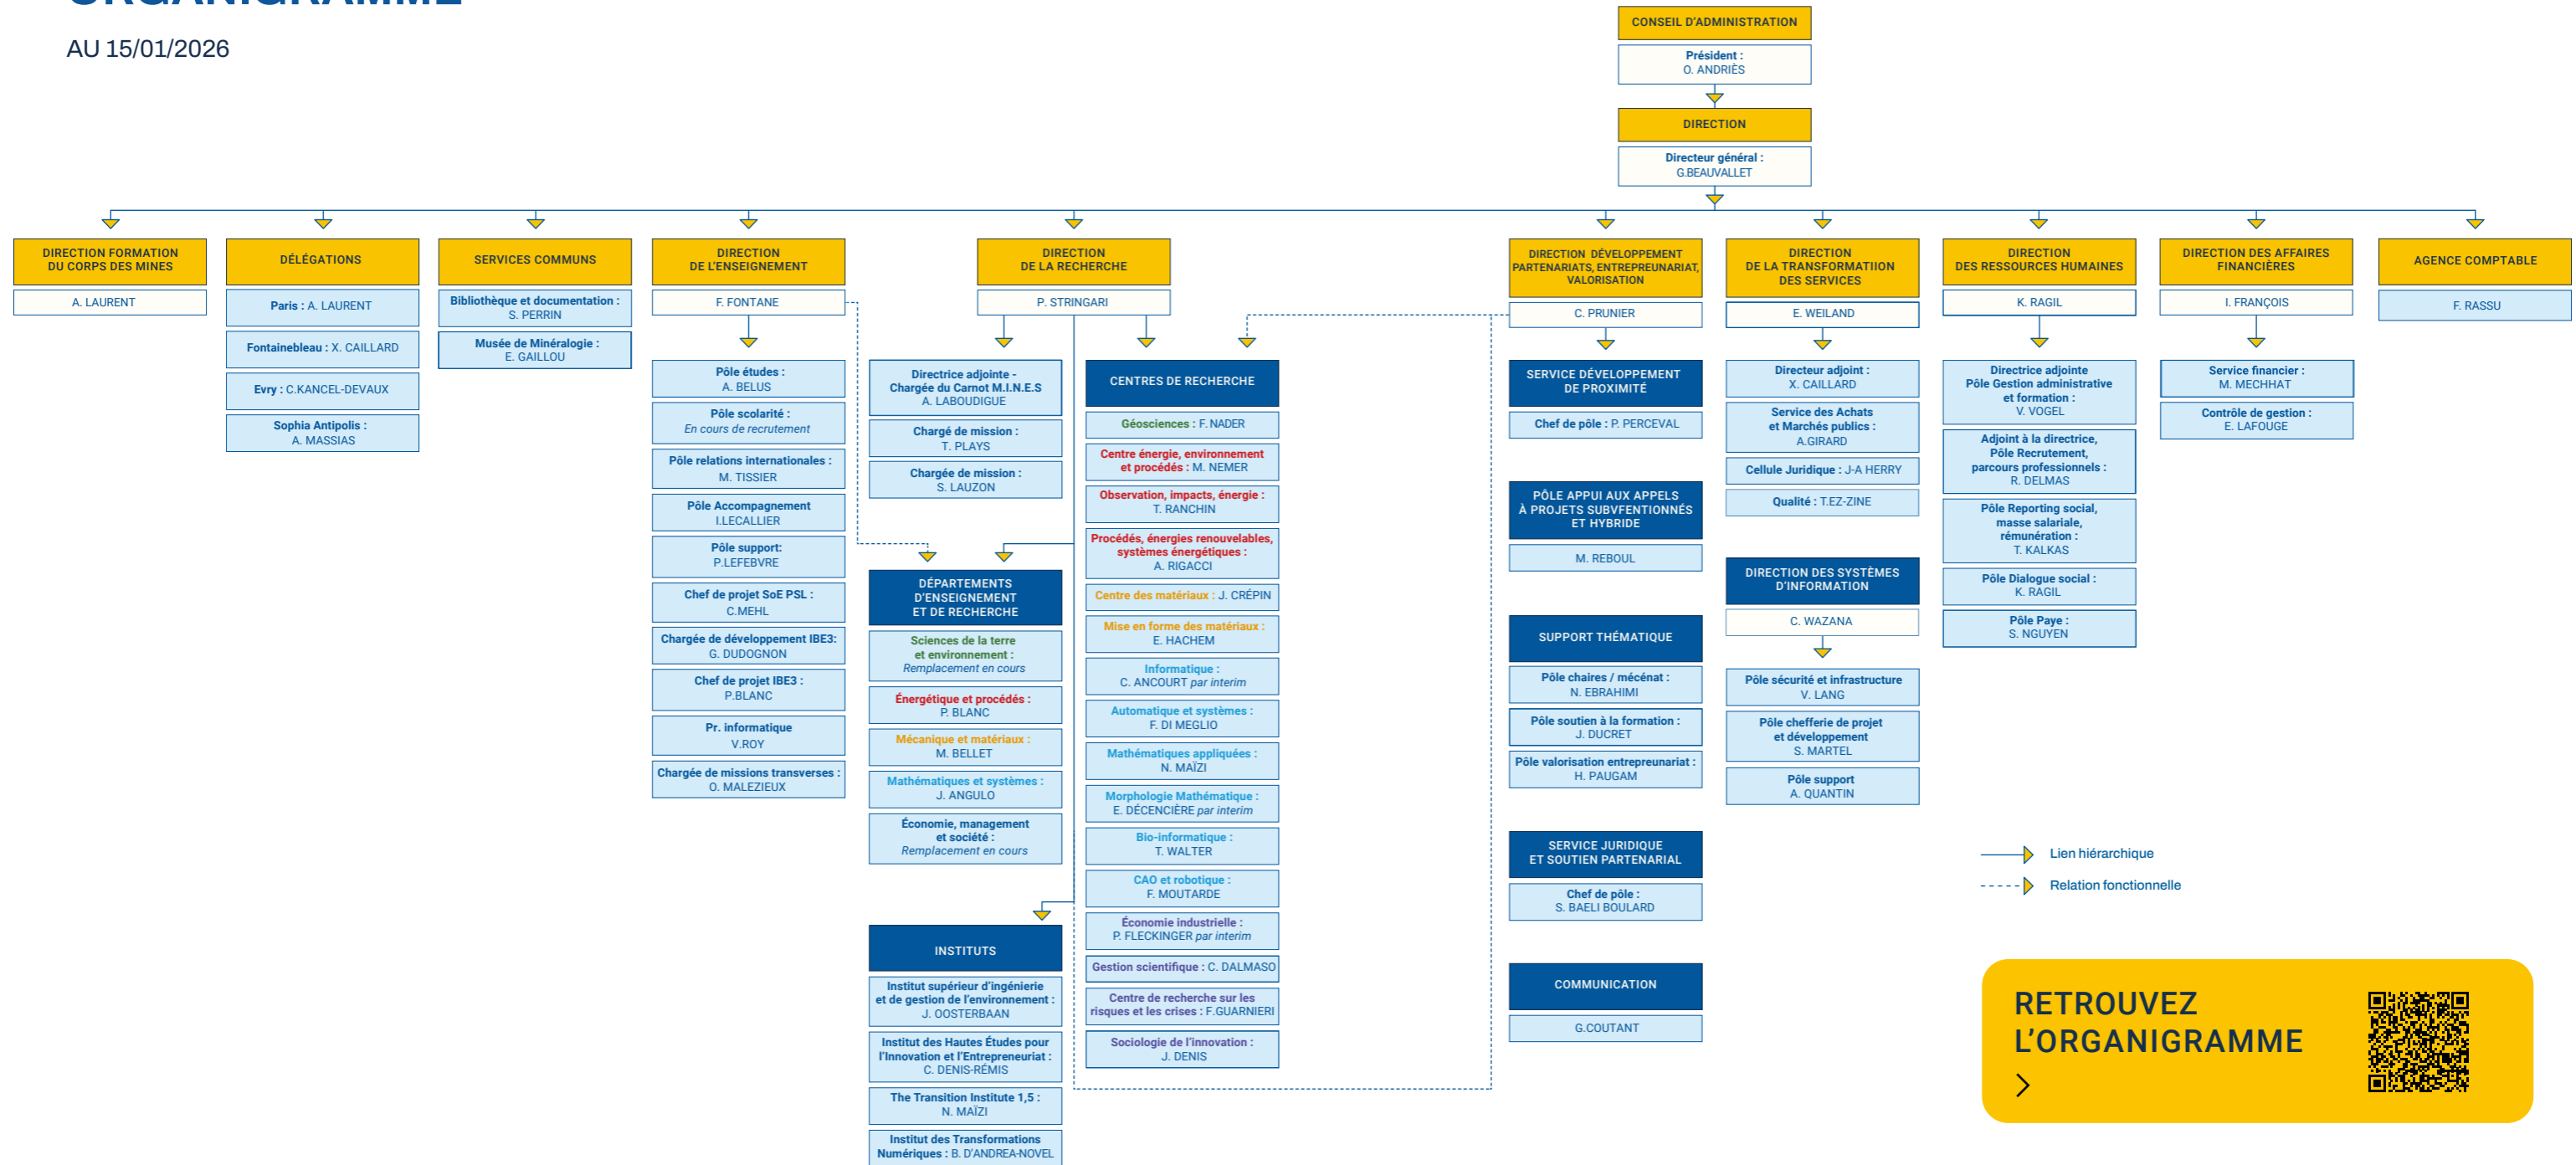 ORGANIGRAMME
AU 15/01/2026
CONSEIL D'ADMINISTRATION
Président :
O. ANDRIÈS
DIRECTION
Directeur général :
G.BEAUVALLET
DIRECTION FORMATION
DU CORPS DES MINES
A. LAURENT
DÉLÉGATIONS
Paris : A. LAURENT
Fontainebleau : X. CAILLARD
Evry : C.KANCEL-DEVAUX
Sophia Antipolis :
A. MASSIAS
SERVICES COMMUNS
Bibliothèque et documentation :
S. PERRIN
Musée de Minéralogie :
E. GAILLOU
DIRECTION
DE L'ENSEIGNEMENT
F. FONTANE
Pôle études :
A. BELUS
Pôle scolarité :
En cours de recrutement
Pôle relations internationales :
M. TISSIER
Pôle Accompagnement
I.LECALLIER
Pôle support:
P.LEFEBVRE
Chef de projet SoE PSL :
C.MEHL
Chargée de développement IBE3:
G. DUDOGNON
Chef de projet IBE3 :
P.BLANC
Pr. informatique
V.ROY
Chargée de missions transverses :
O. MALEZIEUX
DIRECTION
DE LA RECHERCHE
P. STRINGARI
Directrice adjointe -
Chargée du Carnot M.I.N.E.S
A. LABOUDIGUE
Chargé de mission :
T. PLAYS
Chargée de mission :
S. LAUZON
DÉPARTEMENTS
D'ENSEIGNEMENT
ET DE RECHERCHE
Sciences de la terre
et environnement :
Remplacement en cours
Énergétique et procédés :
P. BLANC
Mécanique et matériaux :
M. BELLET
Mathématiques et systèmes :
J. ANGULO
Économie, management
et société :
Remplacement en cours
INSTITUTS
Institut supérieur d'ingénierie
et de gestion de l'environnement :
J. OOSTERBAAN
Institut des Hautes Études pour
l'Innovation et l'Entrepreneuriat :
C. DENIS-RÉMIS
The Transition Institute 1,5 :
N. MAÏZI
Institut des Transformations
Numériques : B. D'ANDREA-NOVEL
CENTRES DE RECHERCHE
Géosciences : F. NADER
Centre énergie, environnement
et procédés : M. NEMER
Observation, impacts, énergie :
T. RANCHIN
Procédés, énergies renouvelables,
systèmes énergétiques :
A. RIGACCI
Centre des matériaux : J. CRÉPIN
Mise en forme des matériaux :
E. HACHEM
Informatique :
C. ANCOURT par interim
Automatique et systèmes :
F. DI MEGLIO
Mathématiques appliquées :
N. MAÏZI
Morphologie Mathématique :
E. DÉCENCIÈRE par interim
Bio-informatique :
T. WALTER
CAO et robotique :
F. MOUTARDE
Économie industrielle :
P. FLECKINGER par interim
Gestion scientifique : C. DALMASO
Centre de recherche sur les
risques et les crises : F.GUARNIERI
Sociologie de l'innovation :
J. DENIS
DIRECTION DÉVELOPPEMENT
PARTENARIATS, ENTREPRENARIAT,
VALORISATION
C. PRUNIER
SERVICE DÉVELOPPEMENT
DE PROXIMITÉ
Chef de pôle : P. PERCEVAL
PÔLE APPUI AUX APPELS
À PROJETS SUBVFENTIONNÉS
ET HYBRIDE
M. REBOUL
SUPPORT THÉMATIQUE
Pôle chaires / mécénat :
N. EBRAHIMI
Pôle soutien à la formation :
J. DUCRET
Pôle valorisation entrepreunariat :
H. PAUGAM
SERVICE JURIDIQUE
ET SOUTIEN PARTENARIAL
Chef de pôle :
S. BAELI BOULARD
COMMUNICATION
G.COUTANT
DIRECTION
DE LA TRANSFORMATIION
DES SERVICES
E. WEILAND
Directeur adjoint :
X. CAILLARD
Service des Achats
et Marchés publics :
A.GIRARD
Cellule Juridique : J-A HERRY
Qualité : T.EZ-ZINE
DIRECTION DES SYSTÈMES
D'INFORMATION
C. WAZANA
Pôle sécurité et infrastructure
V. LANG
Pôle chefferie de projet
et développement
S. MARTEL
Pôle support
A. QUANTIN
DIRECTION
DES RESSOURCES HUMAINES
K. RAGIL
Directrice adjointe
Pôle Gestion administrative
et formation :
V. VOGEL
Adjoint à la directrice,
Pôle Recrutement,
parcours professionnels :
R. DELMAS
Pôle Reporting social,
masse salariale,
rémunération :
T. KALKAS
Pôle Dialogue social :
K. RAGIL
Pôle Paye :
S. NGUYEN
DIRECTION DES AFFAIRES
FINANCIÈRES
I. FRANÇOIS
Service financier :
M. MECHHAT
Contrôle de gestion :
E. LAFOUGE
AGENCE COMPTABLE
F. RASSU
Lien hiérarchique
Relation fonctionnelle
RETROUVEZ
L'ORGANIGRAMME